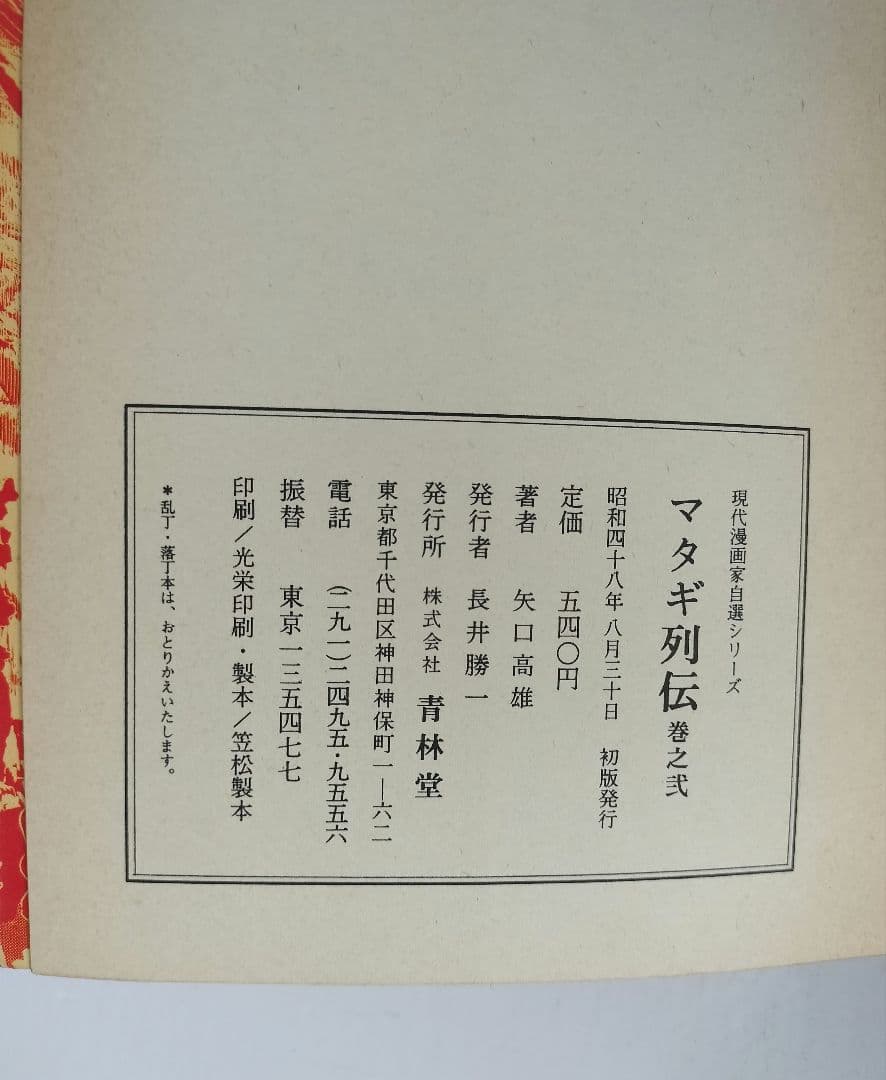 現代漫画家自選シリーズ
マタギ列伝 巻之弐
昭和四十八年 八月三十日 初版発行
定価 五四〇円
著者 矢口高雄
発行者 長井勝一
発行所 株式会社 青林堂
東京都千代田区神田神保町一―六二
電話 (二九一)二四九五・九五五六
振替 東京一三五四七七
印刷/光栄印刷・製本/笠松製本
*乱丁・落丁本は、おとりかえいたします。